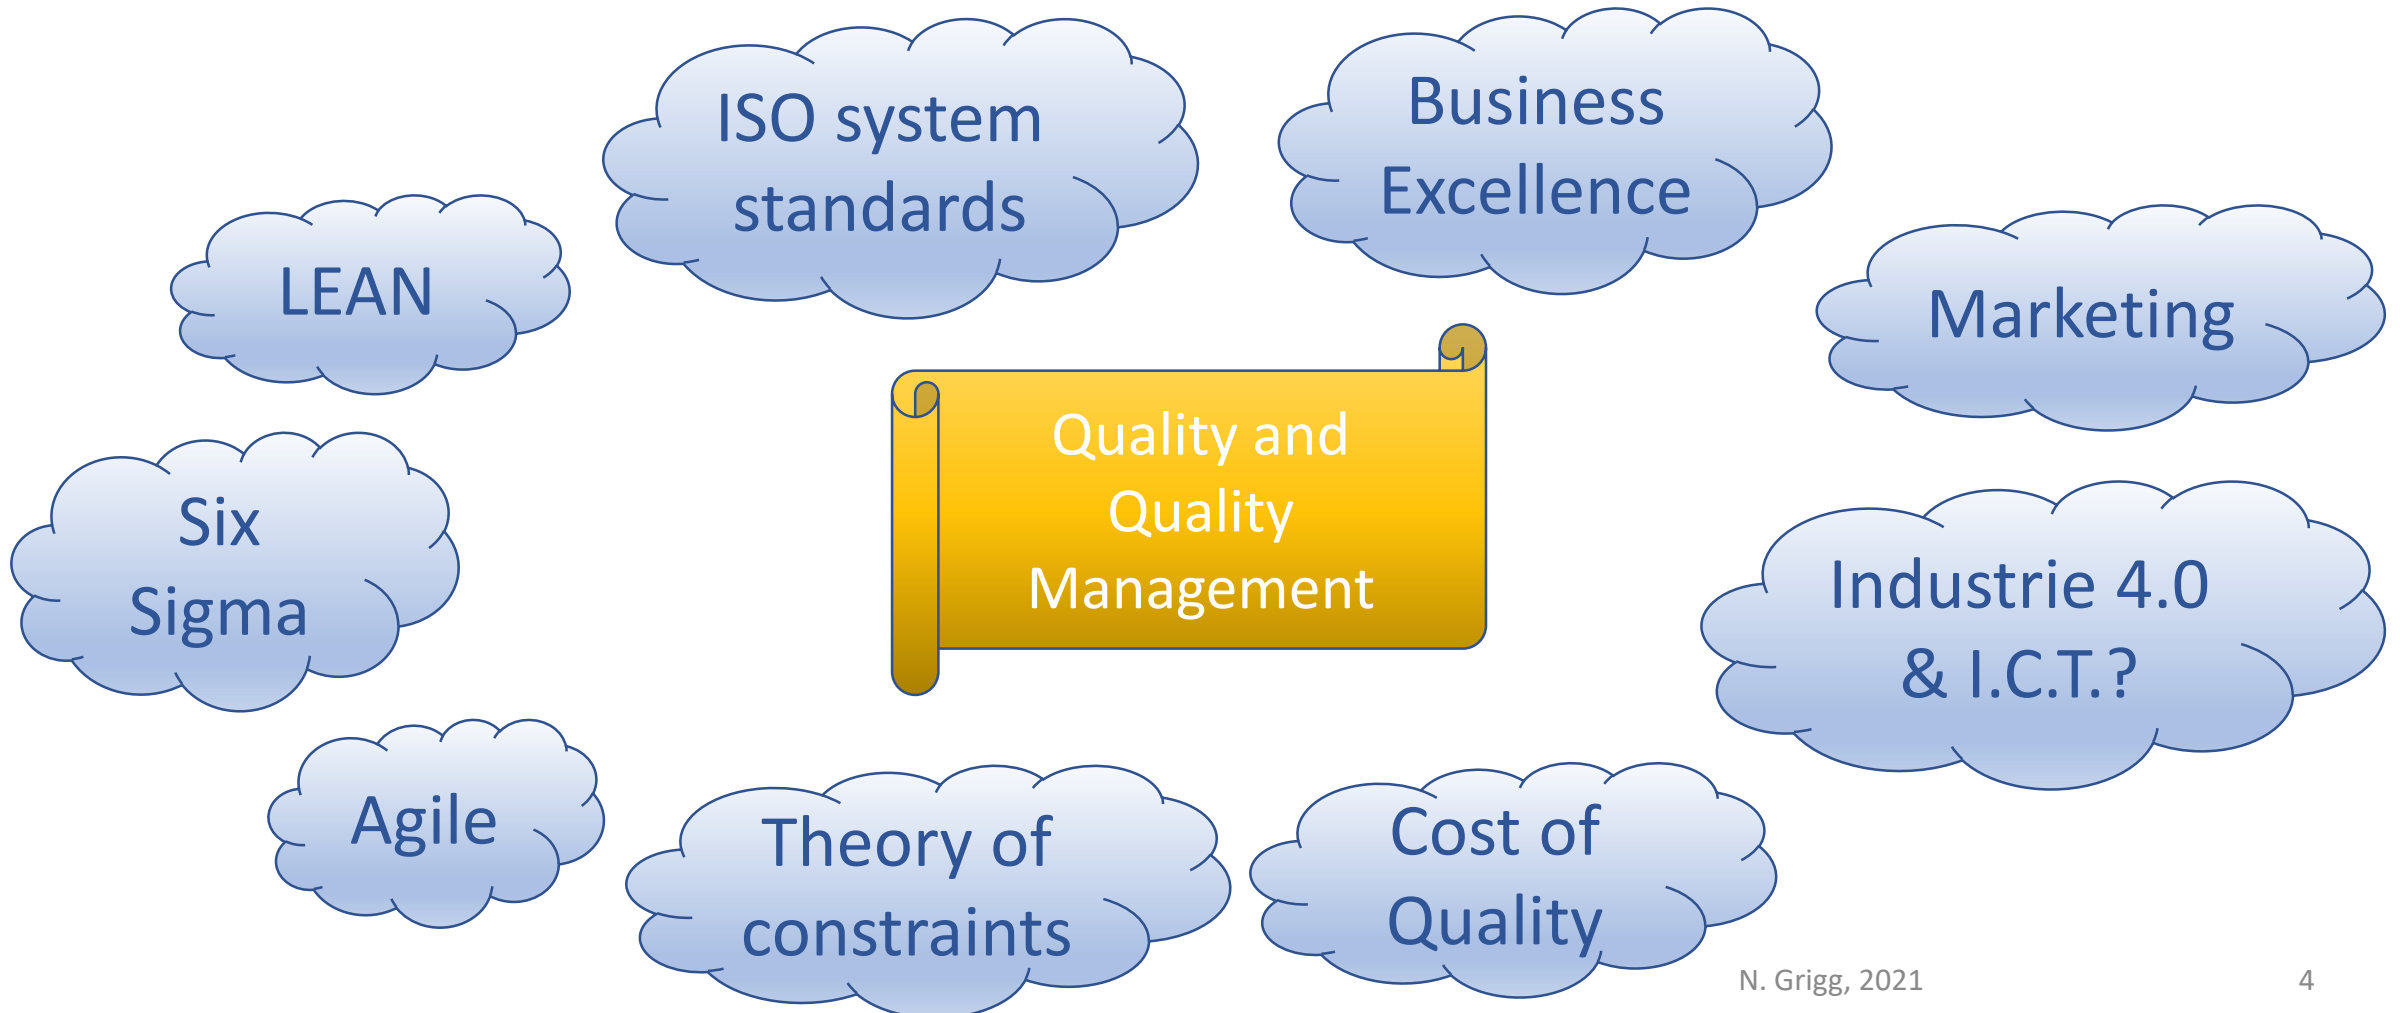 ISO system
standards
Business
Excellence
LEAN
Marketing
Quality and
Quality
Management
Six
Sigma
Industrie 4.0
& I.C.T.?
Agile
Theory of
constraints
Cost of
Quality
N. Grigg, 2021
4